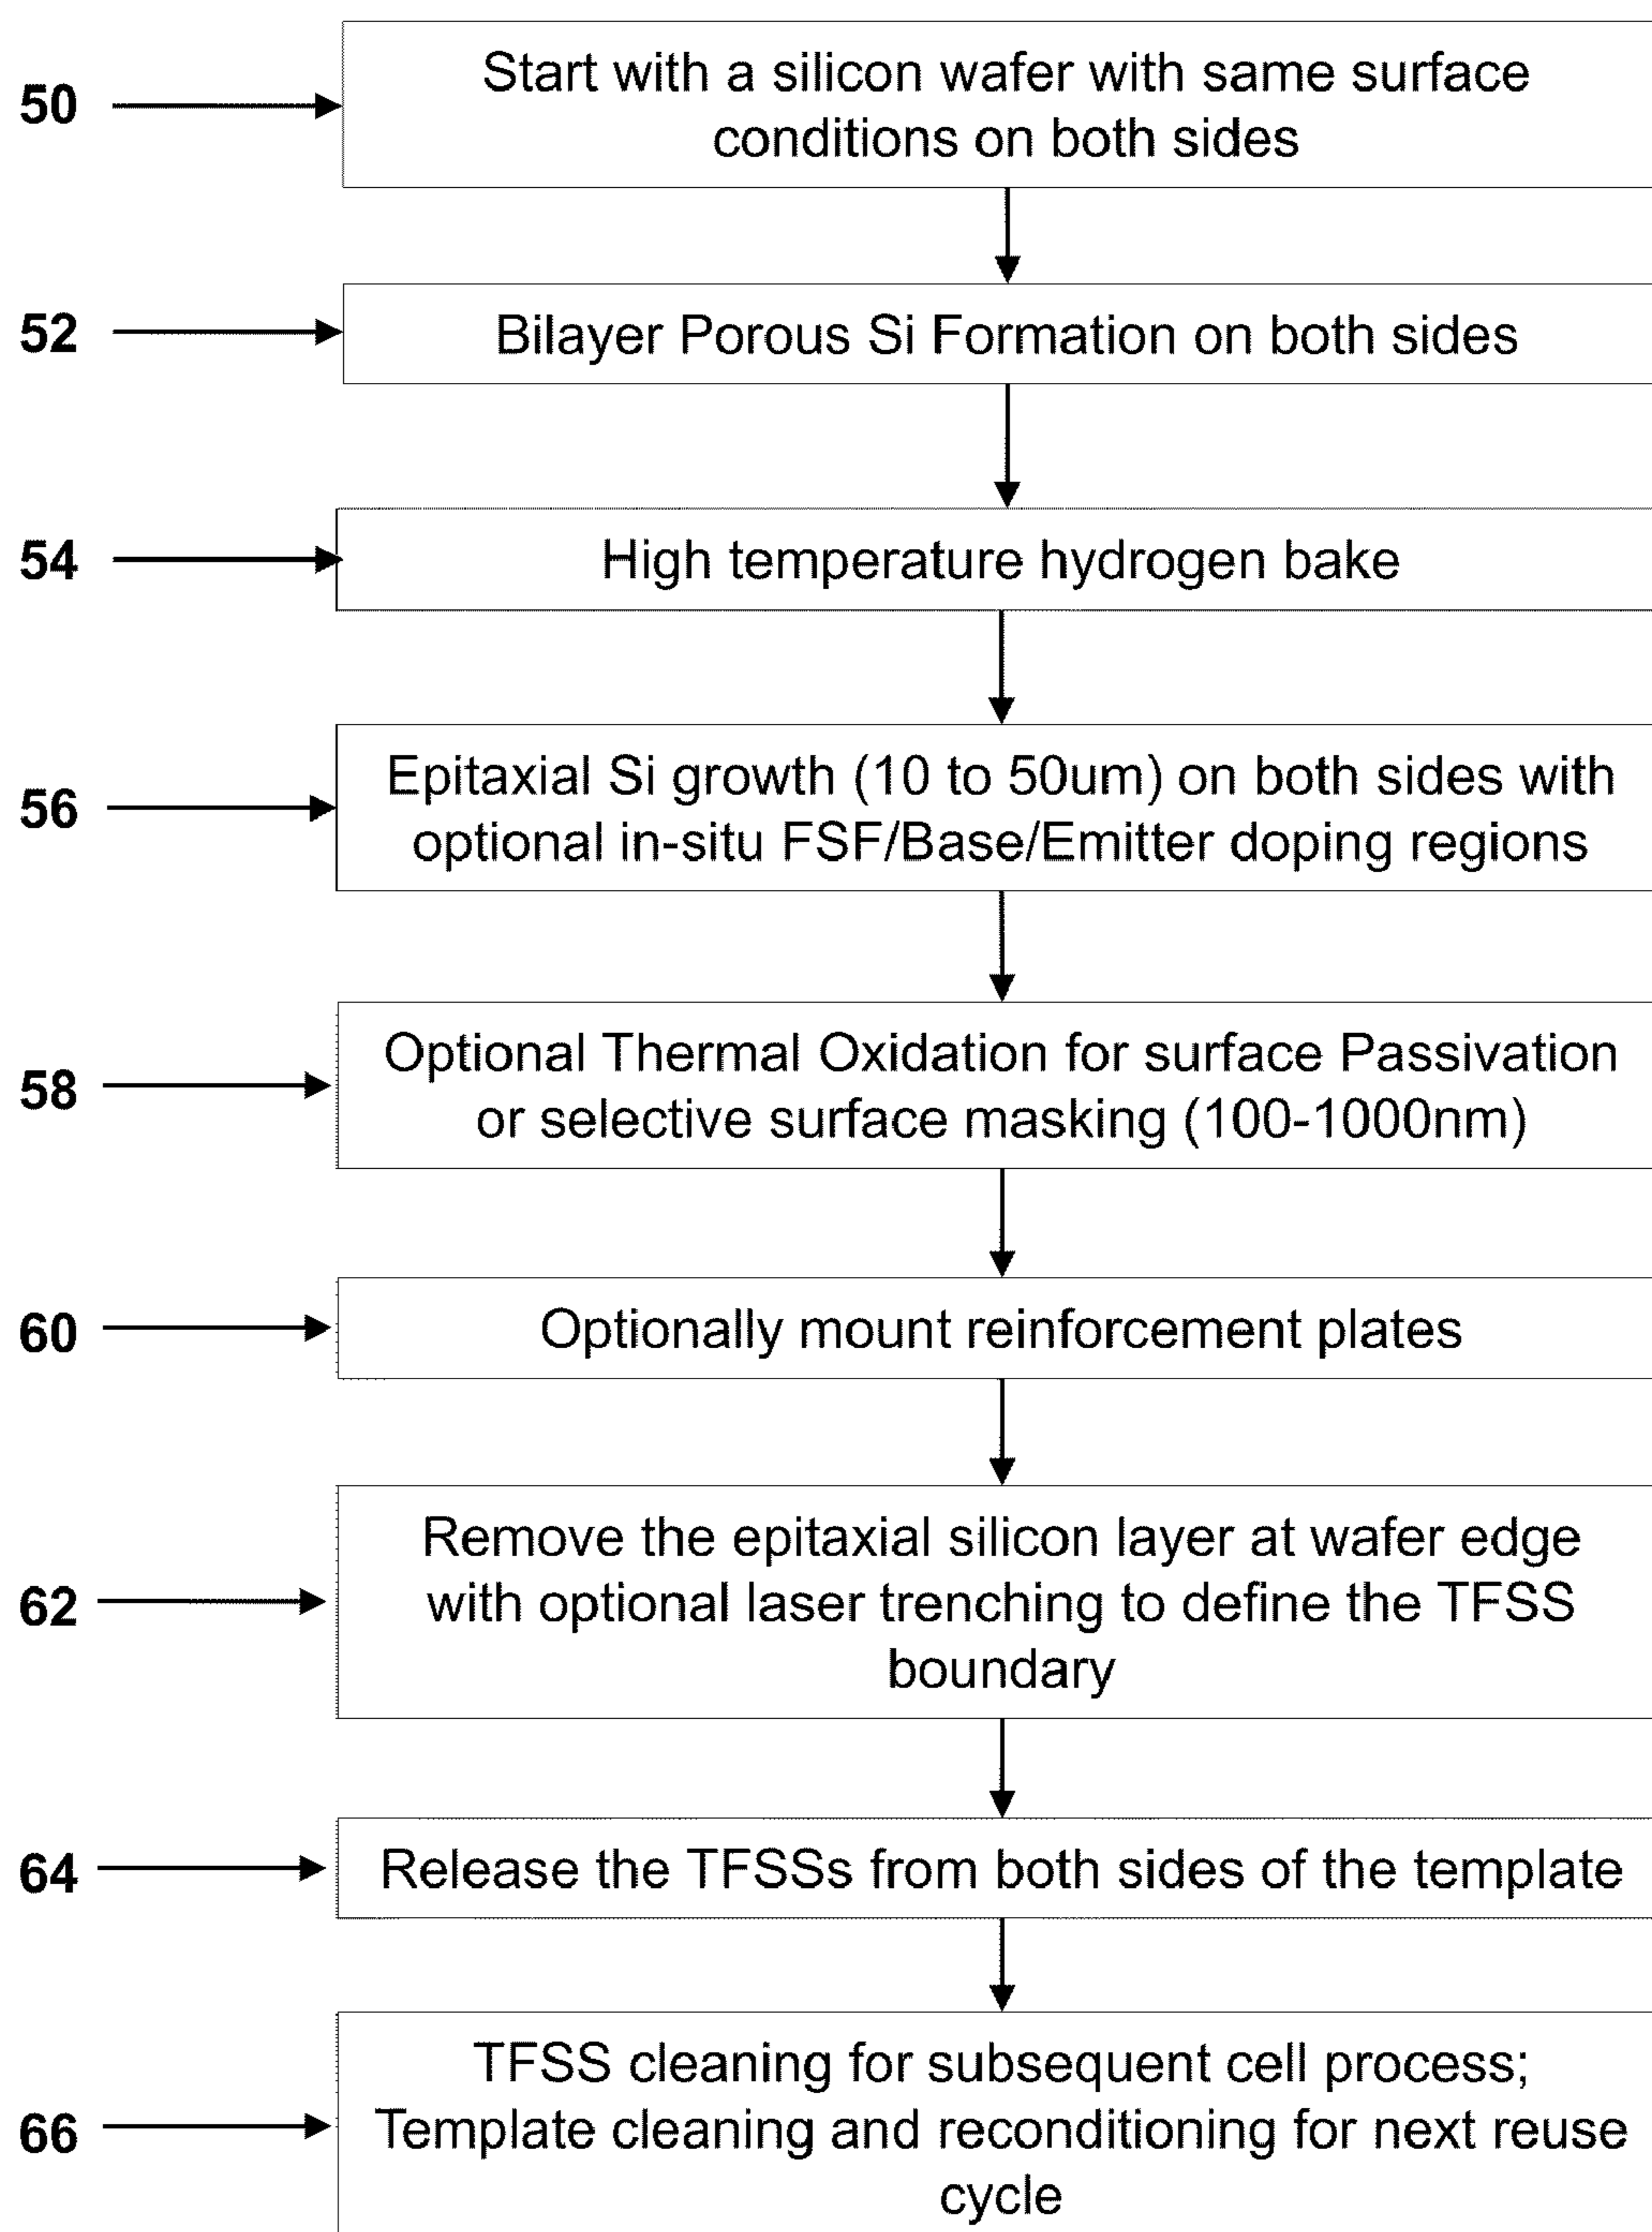 50
Start with a silicon wafer with same surface
conditions on both sides
52
Bilayer Porous Si Formation on both sides
54
High temperature hydrogen bake
56
Epitaxial Si growth (10 to 50um) on both sides with
optional in-situ FSF/Base/Emitter doping regions
58
Optional Thermal Oxidation for surface Passivation
or selective surface masking (100-1000nm)
60
Optionally mount reinforcement plates
62
Remove the epitaxial silicon layer at wafer edge
with optional laser trenching to define the TFSS
boundary
64
Release the TFSSs from both sides of the template
66
TFSS cleaning for subsequent cell process;
Template cleaning and reconditioning for next reuse
cycle